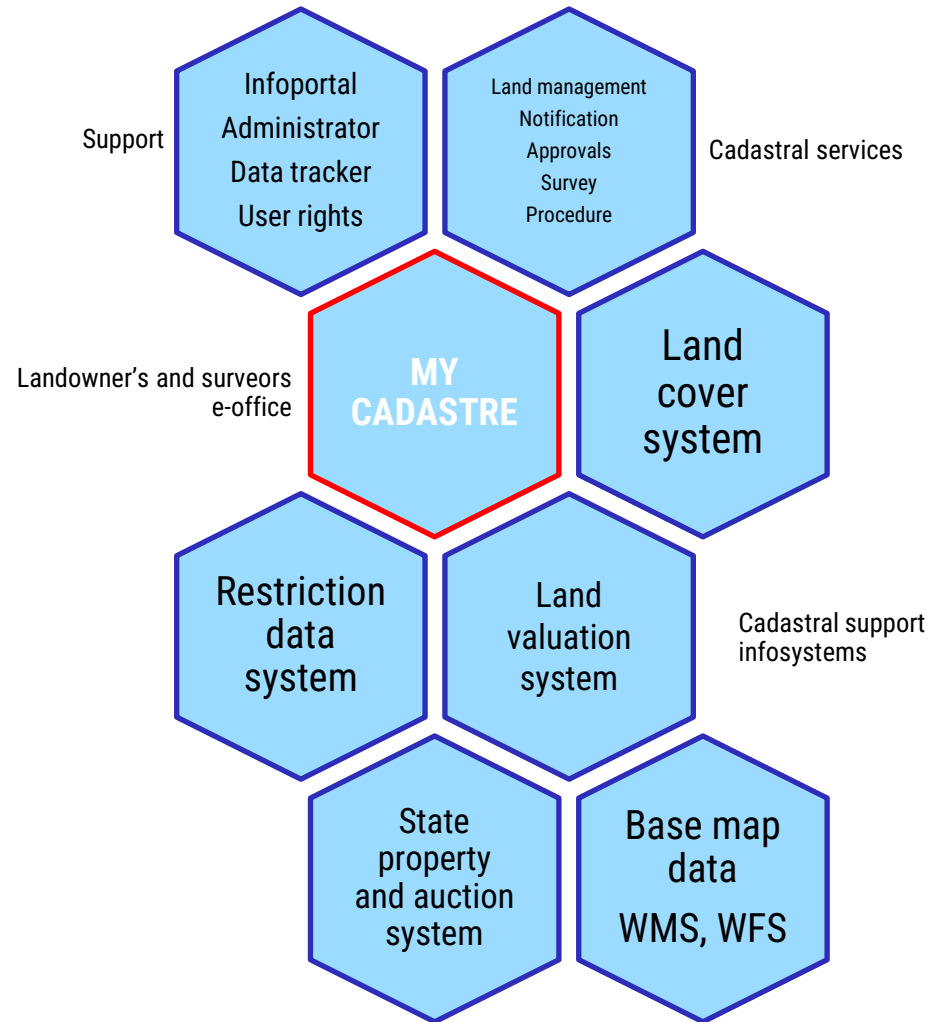 Support
Infoportal
Administrator
Data tracker
User rights
Land management
Notification
Approvals
Survey
Procedure
Cadastral services
Landowner’s and surveors
e-office
MY
CADASTRE
Land
cover
system
Restriction
data
system
Land
valuation
system
Cadastral support
infosystems
State
property
and auction
system
Base map
data
WMS, WFS